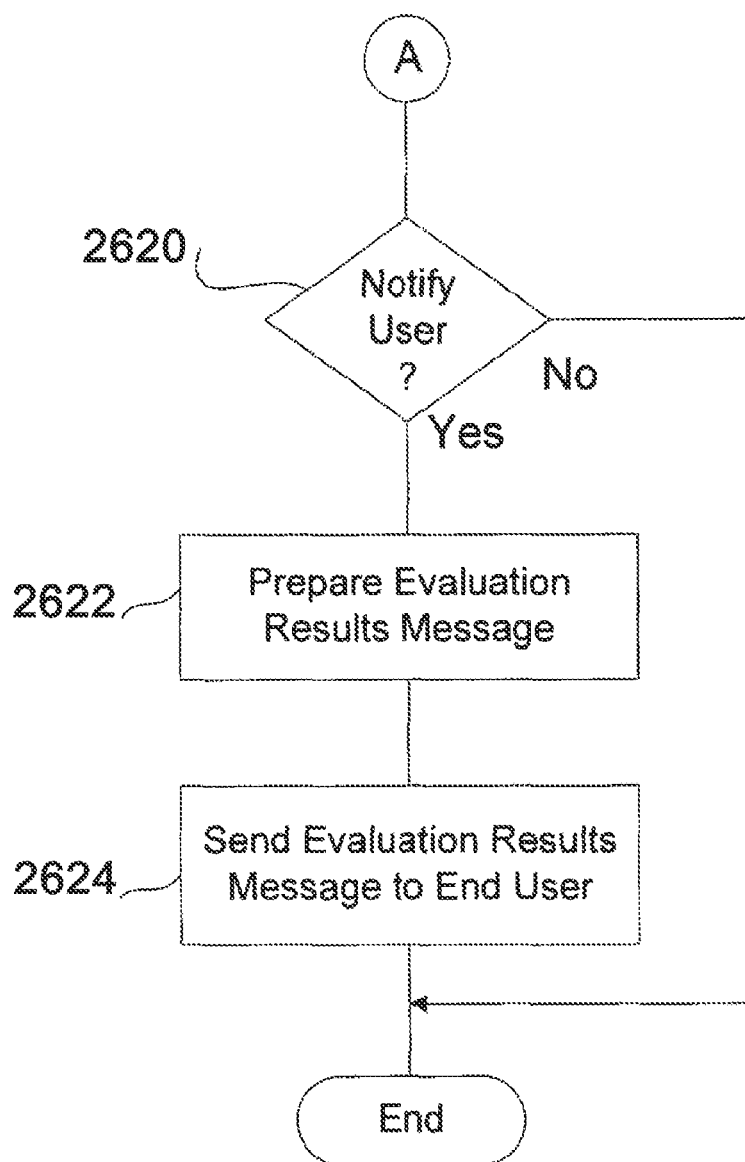 A
2620
Notify
User
?
No
Yes
2622
Prepare Evaluation
Results Message
2624
Send Evaluation Results
Message to End User
End